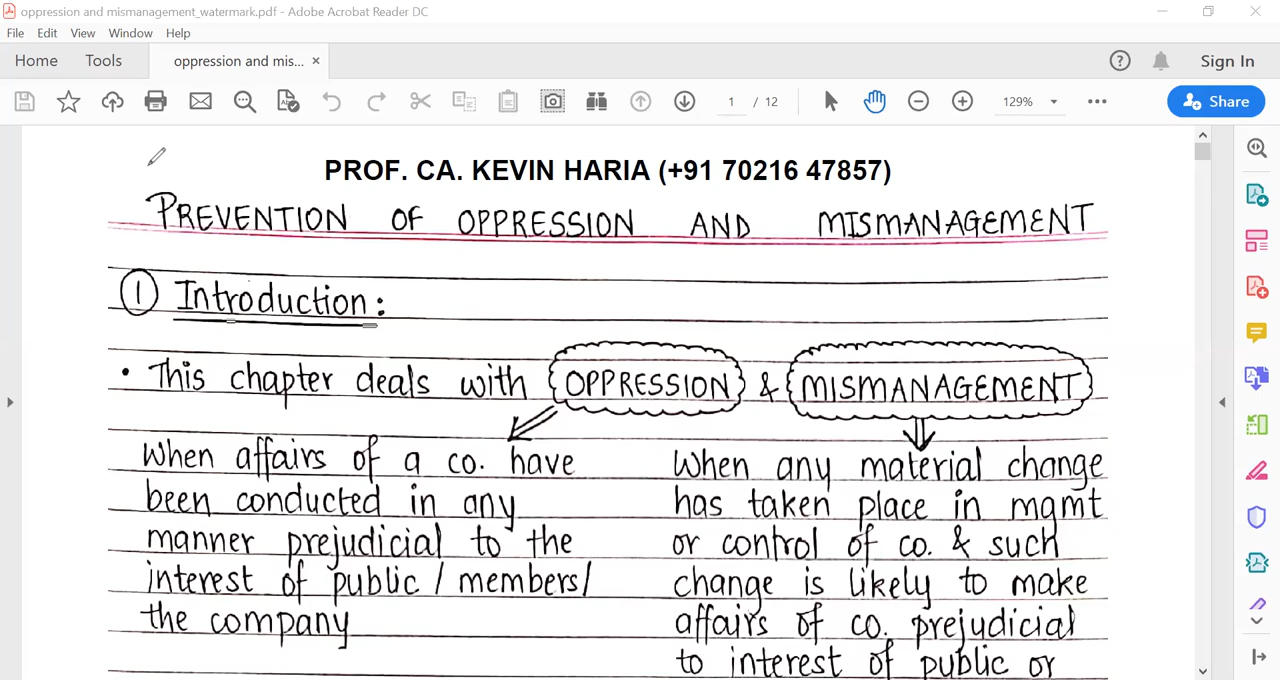 oppression and mismanagement_watermark.pdf - Adobe Acrobat Reader DC
File Edit View Window Help
Home Tools oppression and mis... × Sign In
1 / 12 129% Share
PROF. CA. KEVIN HARIA (+91 70216 47857)
PREVENTION OF OPPRESSION AND MISMANAGEMENT
① Introduction:
• This chapter deals with OPPRESSION & MISMANAGEMENT
When affairs of a co. have
been conducted in any
manner prejudicial to the
interest of public / members/
the company
When any material change
has taken place in mgmt
or control of co. & such
change is likely to make
affairs of co. prejudicial
to interest of public or